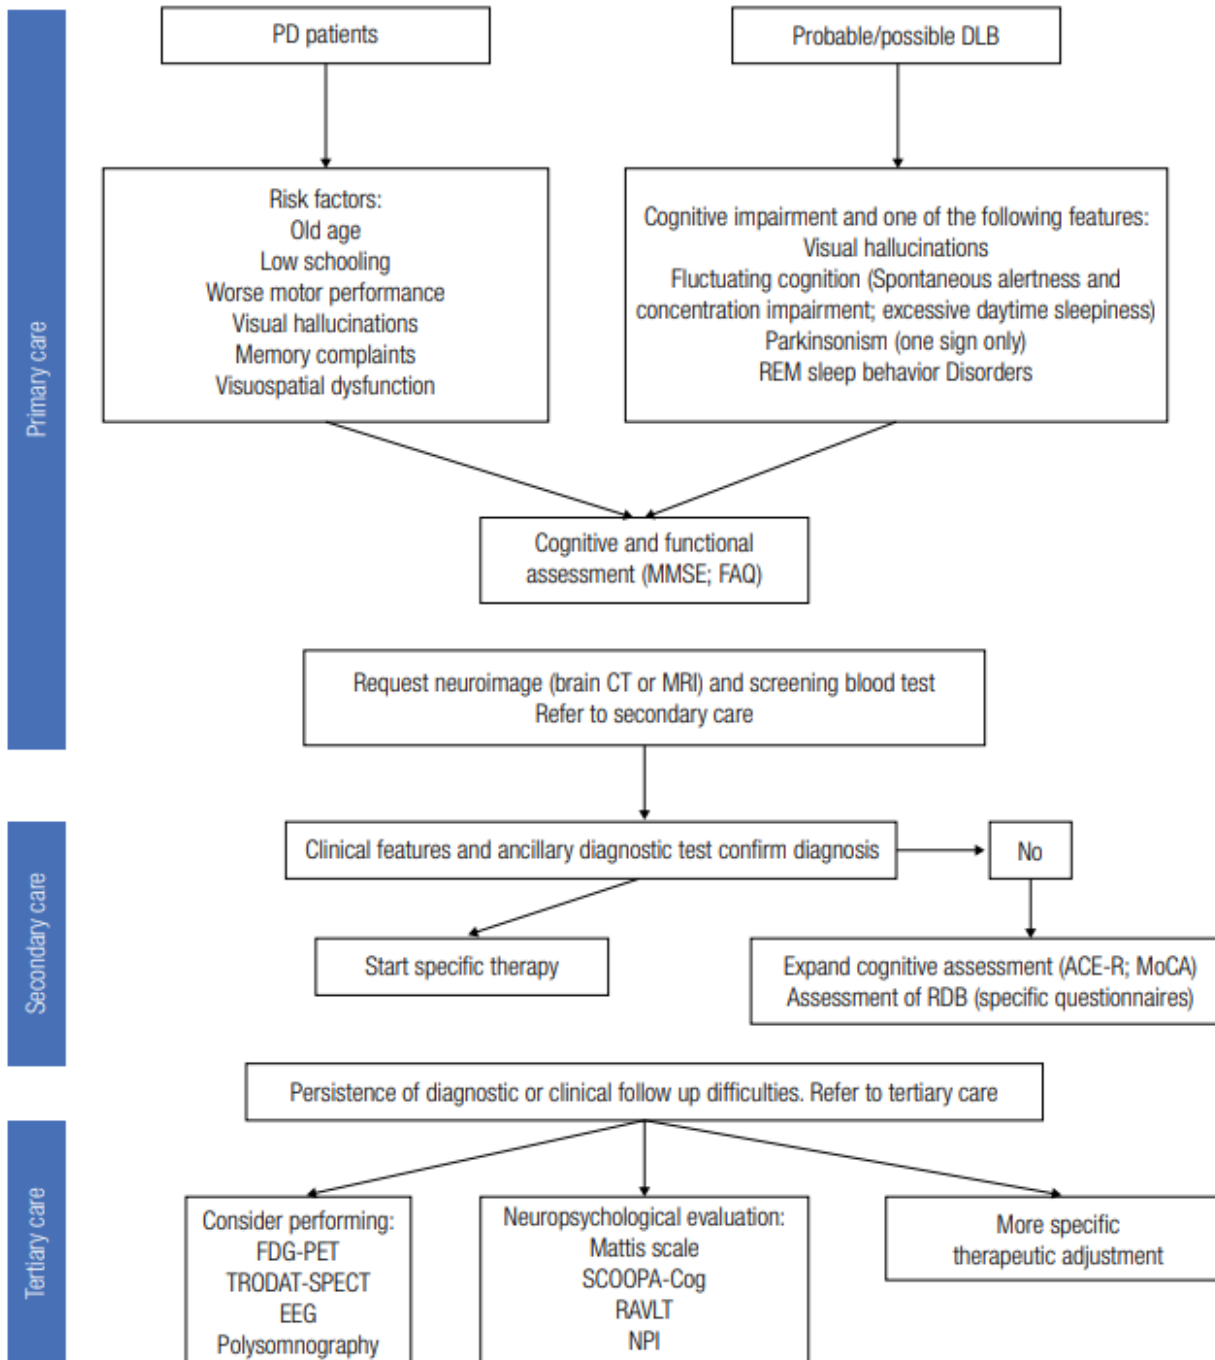 Primary care
PD patients
Probable/possible DLB
Risk factors:
Old age
Low schooling
Worse motor performance
Visual hallucinations
Memory complaints
Visuospatial dysfunction
Cognitive impairment and one of the following features:
Visual hallucinations
Fluctuating cognition (Spontaneous alertness and
concentration impairment; excessive daytime sleepiness)
Parkinsonism (one sign only)
REM sleep behavior Disorders
Cognitive and functional
assessment (MMSE; FAQ)
Request neuroimage (brain CT or MRI) and screening blood test
Refer to secondary care
Secondary care
Clinical features and ancillary diagnostic test confirm diagnosis
No
Start specific therapy
Expand cognitive assessment (ACE-R; MoCA)
Assessment of RDB (specific questionnaires)
Persistence of diagnostic or clinical follow up difficulties. Refer to tertiary care
Tertiary care
Consider performing:
FDG-PET
TRODAT-SPECT
EEG
Polysomnography
Neuropsychological evaluation:
Mattis scale
SCOOPA-Cog
RAVLT
NPI
More specific
therapeutic adjustment